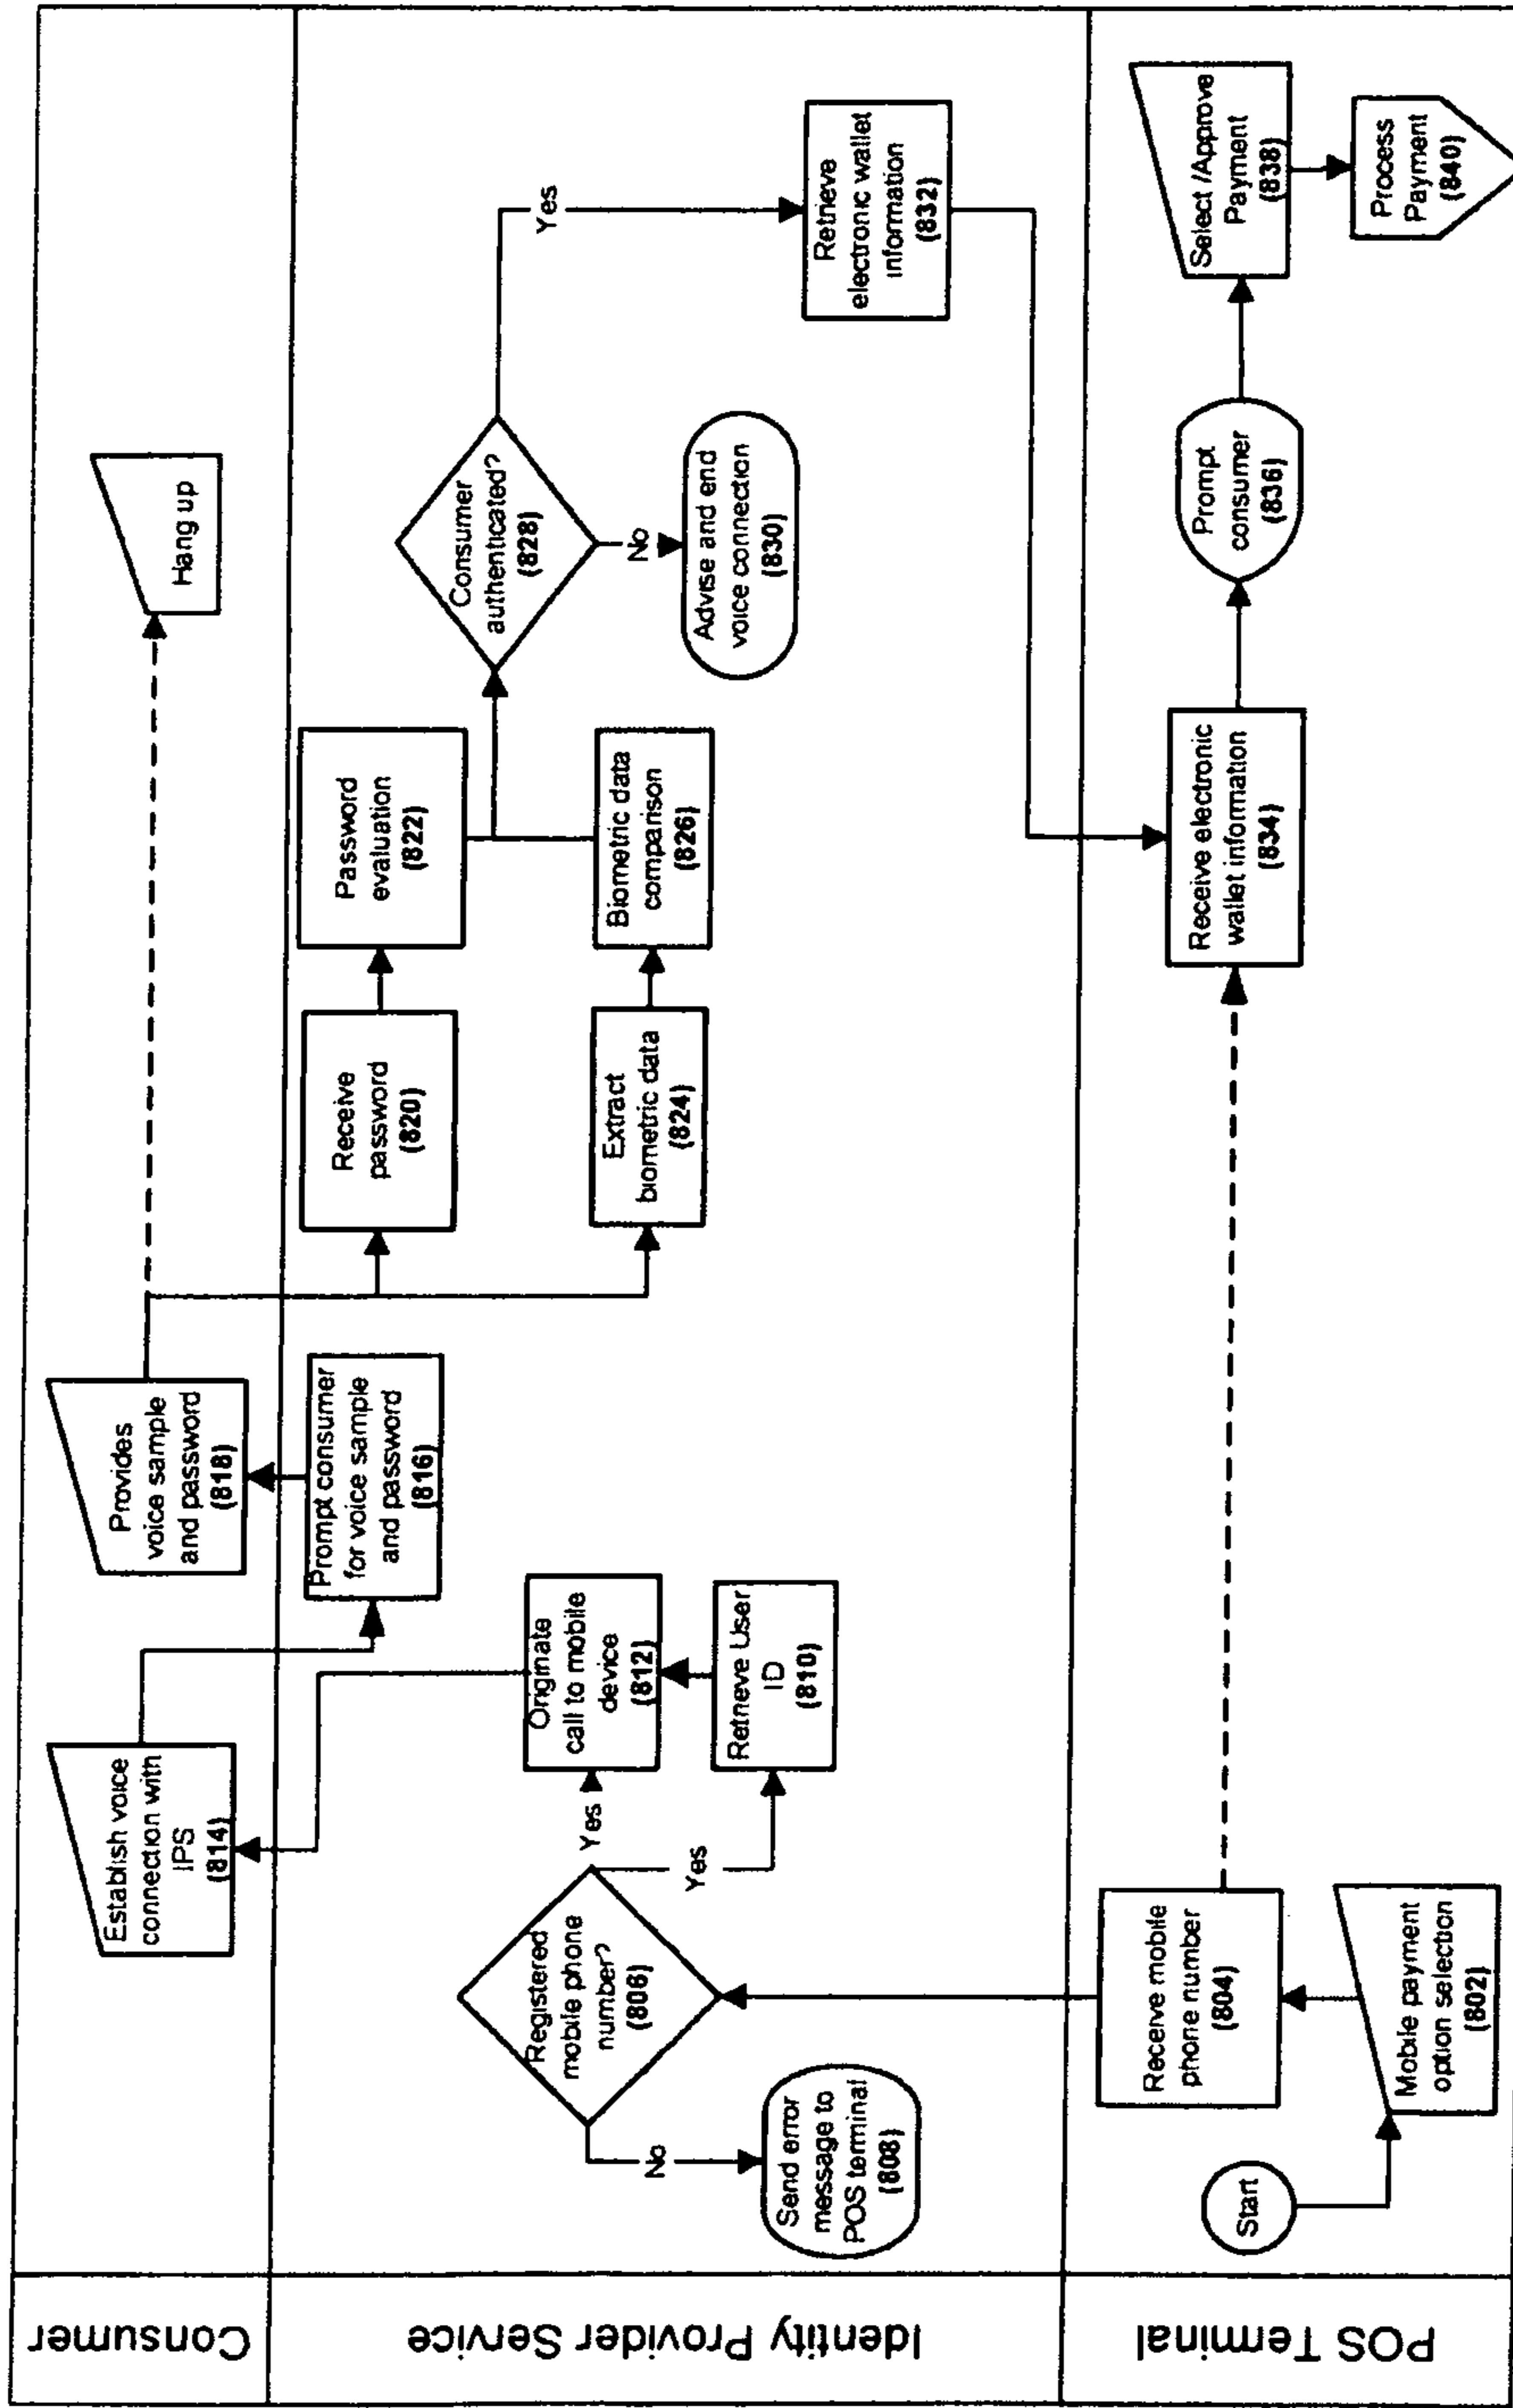 Consumer
Establish voice
connection with
IPS
(814)
Provides
voice sample
and password
(818)
Hang up
Identity Provider Service
Registered
mobile phone
number?
(806)
No
Send error
message to
POS terminal
(808)
Yes
Yes
Originate
call to mobile
device
(812)
Retrieve User
ID
(810)
Prompt consumer
for voice sample
and password
(816)
Receive
password
(820)
Password
evaluation
(822)
Extract
biometric data
(824)
Biometric data
comparison
(826)
Consumer
authenticated?
(828)
No
Advise and end
voice connection
(830)
Yes
Retrieve
electronic wallet
information
(832)
POS Terminal
Start
Mobile payment
option selection
(802)
Receive mobile
phone number
(804)
Receive electronic
wallet information
(834)
Prompt
consumer
(836)
Select /Approve
Payment
(838)
Process
Payment
(840)